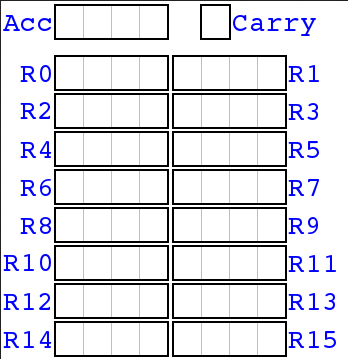 Acc Carry
R0 R1
R2 R3
R4 R5
R6 R7
R8 R9
R10 R11
R12 R13
R14 R15